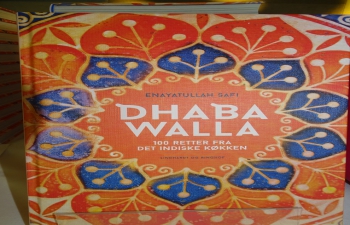 ENAYATULLAH SAFI
DHABA
WALLA
100 RETTER FRA
DET INDISKE KØKKEN